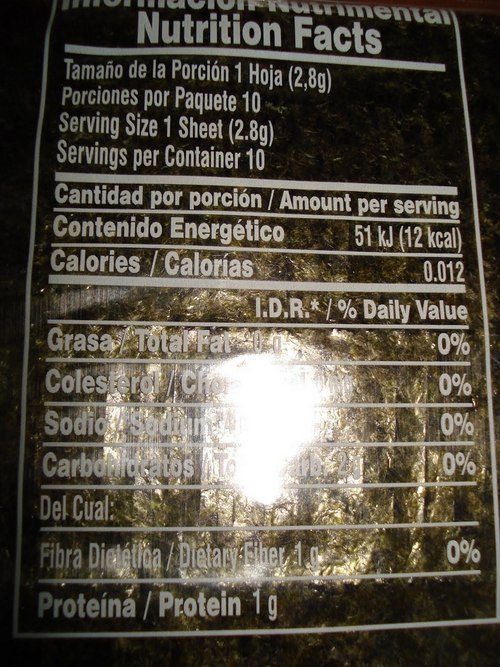 Información Nutrimental
Nutrition Facts
Tamaño de la Porción 1 Hoja (2,8g)
Porciones por Paquete 10
Serving Size 1 Sheet (2.8g)
Servings per Container 10
Cantidad por porción / Amount per serving
Contenido Energético 51 kJ (12 kcal)
Calories / Calorías 0.012
I.D.R.* / % Daily Value
Grasa / Total Fat g 0%
Colesterol / 0%
Sodio / Sodium 0%
Carbohidratos / 0%
Del Cual:
Fibra Dietética / Dietary Fiber 1 g 0%
Proteína / Protein 1 g